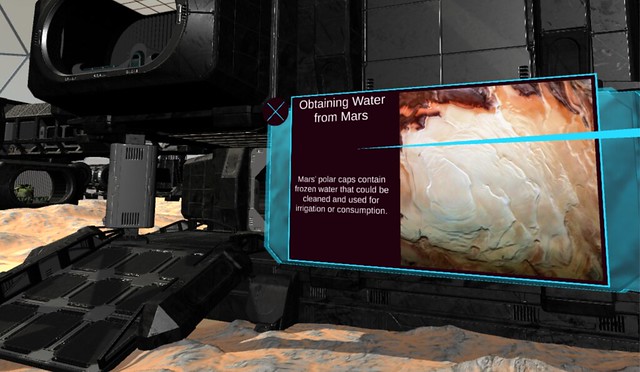 Obtaining Water
from Mars
Mars' polar caps contain
frozen water that could be
cleaned and used for
irrigation or consumption.